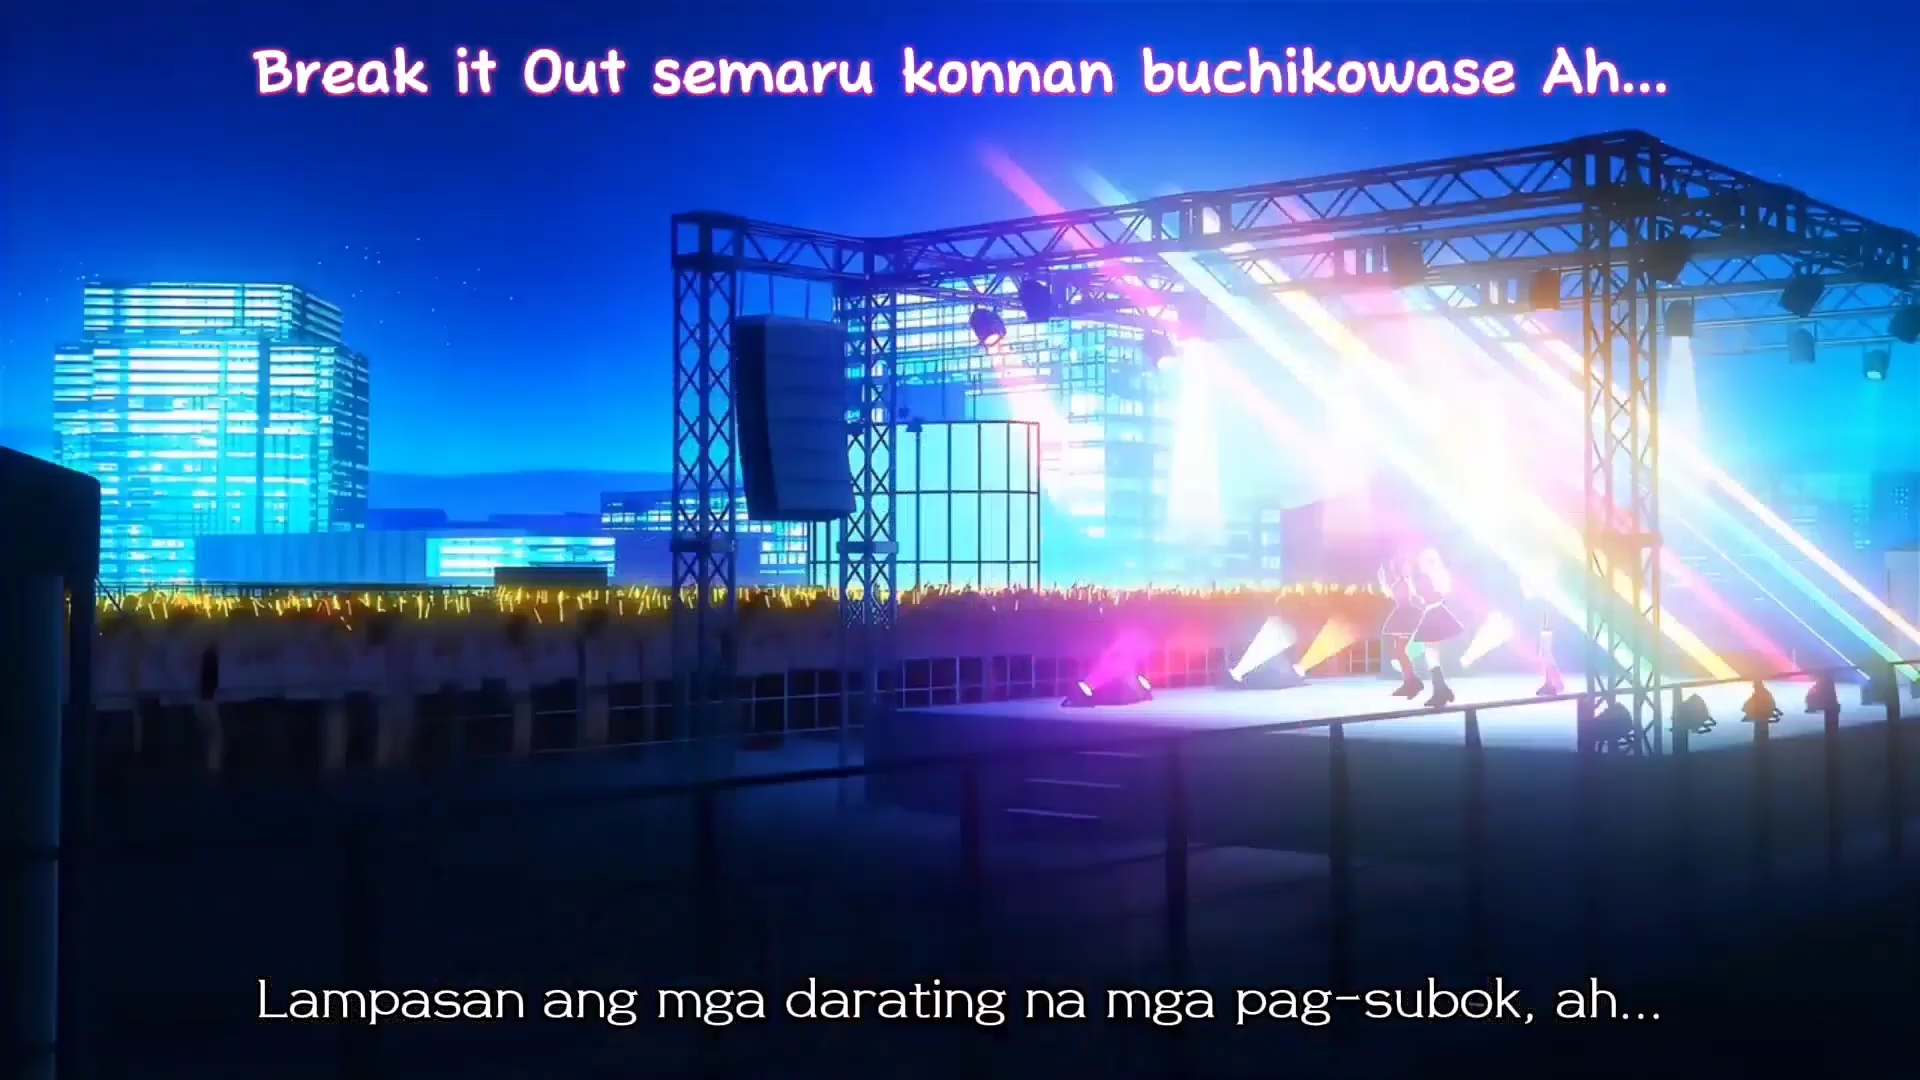 Break it Out semaru konnan buchikowase Ah...
Lampasan ang mga darating na mga pag-subok, ah...